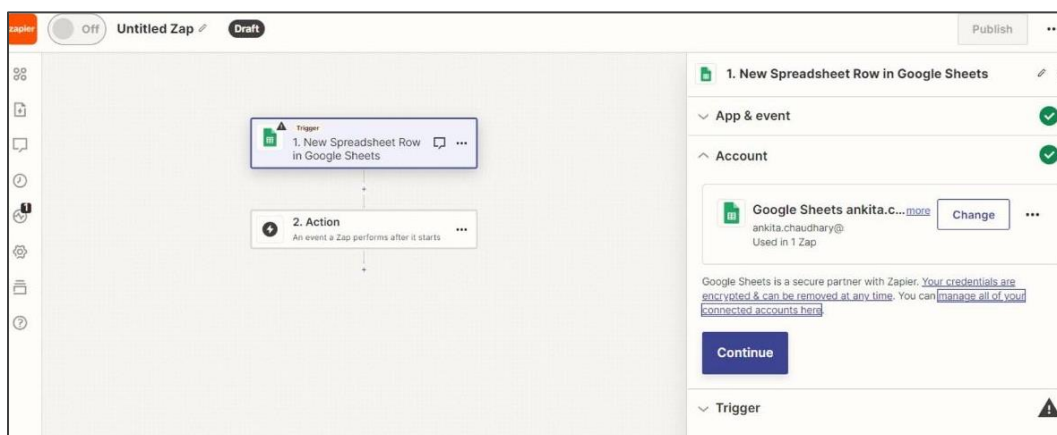 zapier
Off
Untitled Zap
Draft
Publish
1. New Spreadsheet Row in Google Sheets
App & event
Account
Google Sheets ankita.c...more
ankita.chaudhary@
Used in 1 Zap
Change
Google Sheets is a secure partner with Zapier. Your credentials are
encrypted & can be removed at any time. You can manage all of your
connected accounts here.
Continue
Trigger
Trigger
1. New Spreadsheet Row
in Google Sheets
2. Action
An event a Zap performs after it starts
1